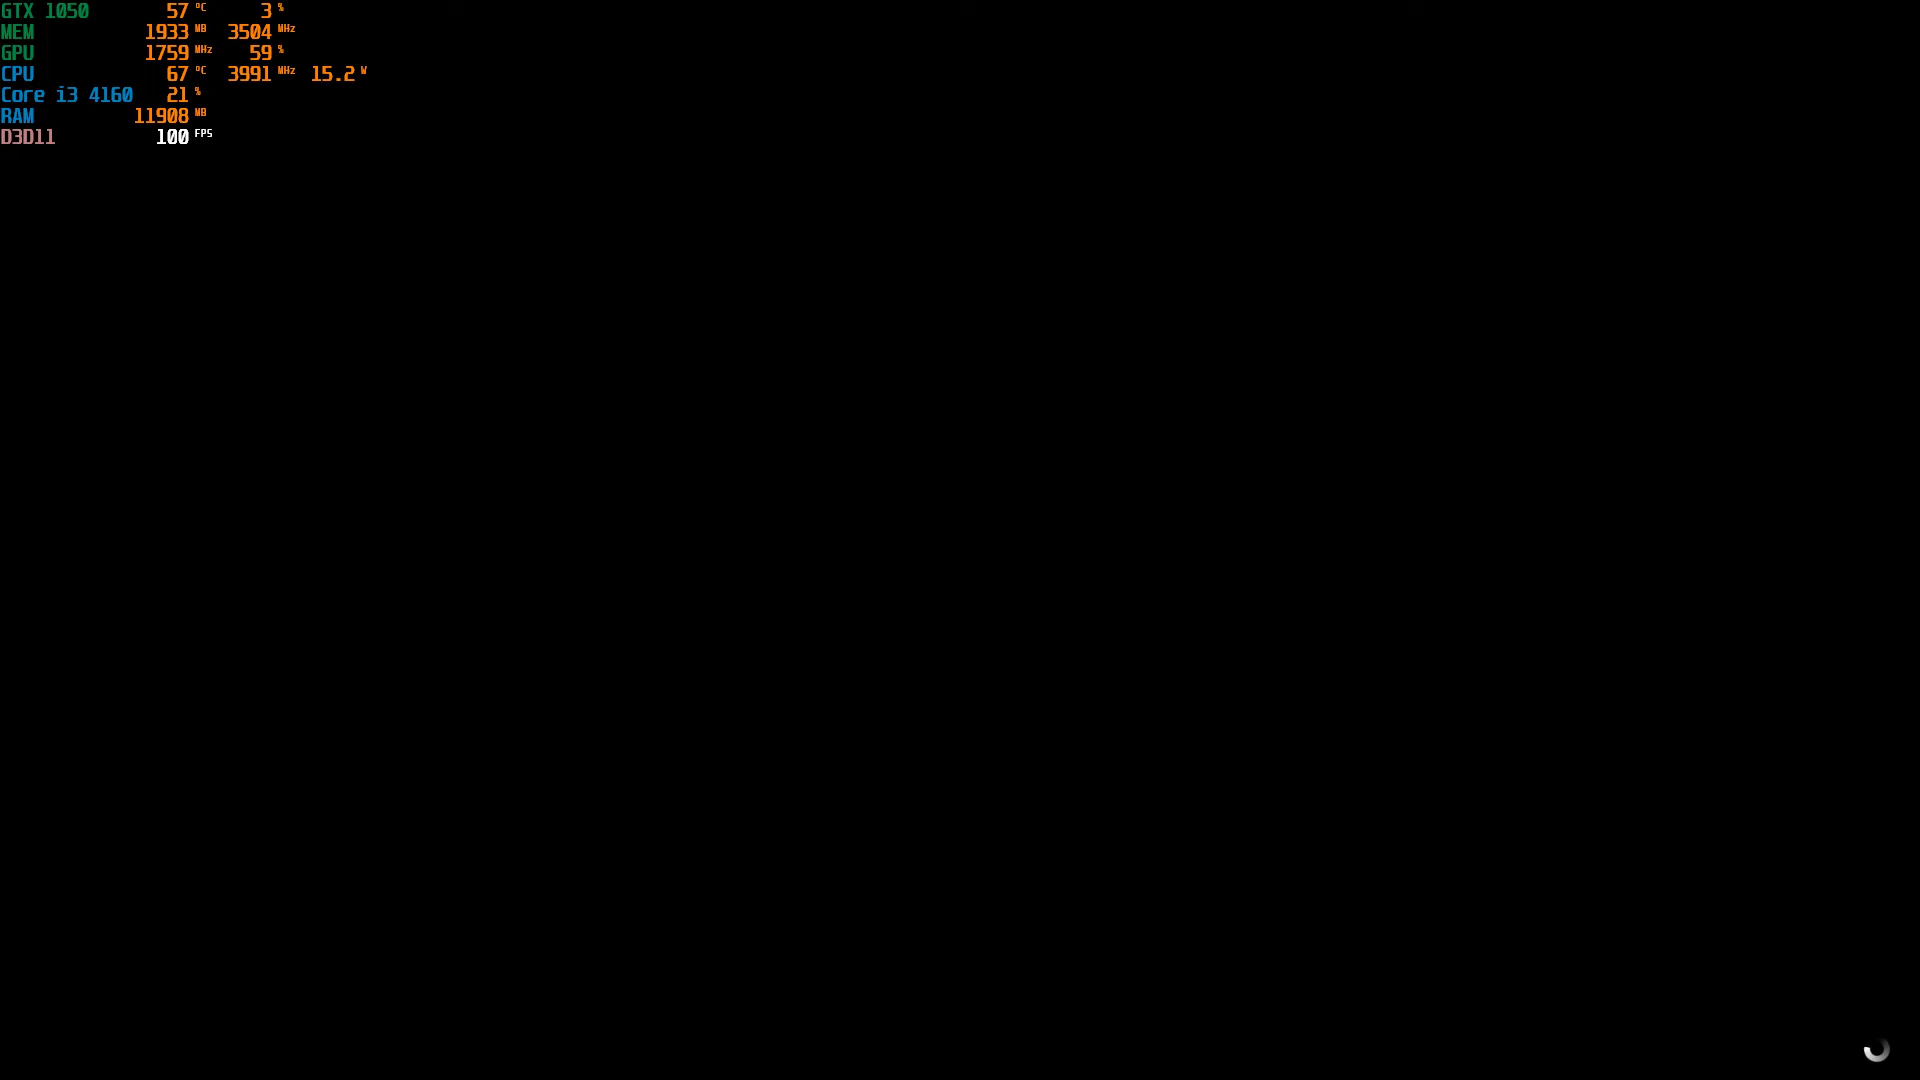 GTX 1050 57 °C 3 %
MEM 1933 MB 3504 MHz
GPU 1759 MHz 59 %
CPU 67 °C 3991 MHz 15.2 W
Core i3 4160 21 %
RAM 11908 MB
D3D11 100 FPS